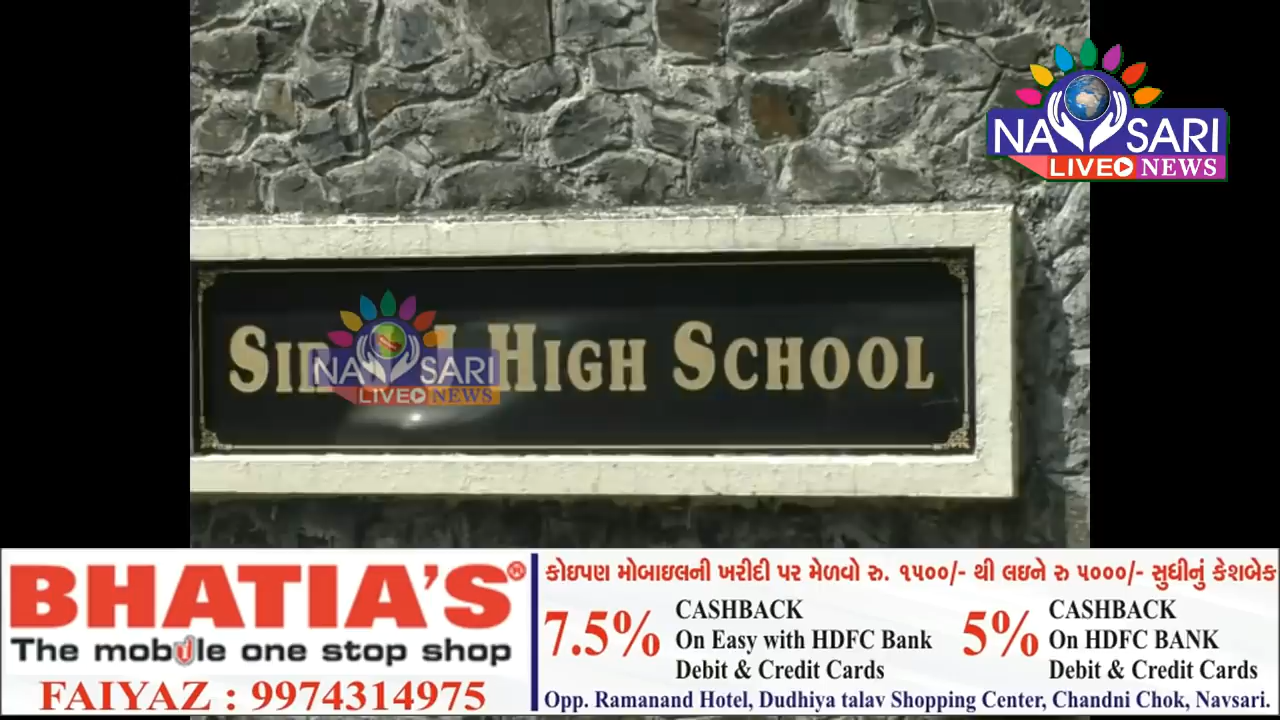 NAVSARI
LIVE NEWS
HIGH SCHOOL
NAVSARI
LIVE NEWS
BHATIA'S®
The mobile one stop shop
FAIYAZ : 9974314975
કોઇપણ મોબાઇલની ખરીદી પર મેળવો રુ. ૧૫૦૦/- થી લઇને રુ ૫૦૦૦/- સુધીનું કેશબેક
7.5% CASHBACK
On Easy with HDFC Bank
Debit & Credit Cards
5% CASHBACK
On HDFC BANK
Debit & Credit Cards
Opp. Ramanand Hotel, Dudhiya talav Shopping Center, Chandni Chok, Navsari.